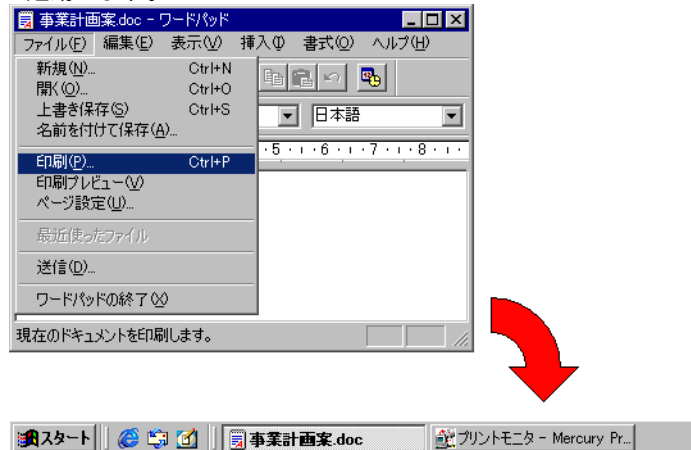 事業計画案.doc - ワードパッド
ファイル(F) 編集(E) 表示(V) 挿入(I) 書式(O) ヘルプ(H)
新規(N)... Ctrl+N
開く(O)... Ctrl+O
上書き保存(S) Ctrl+S
名前を付けて保存(A)...
日本語
印刷(P)... Ctrl+P
印刷プレビュー(V)
ページ設定(U)...
5 6 7 8
最近使ったファイル
送信(D)...
ワードパッドの終了(X)
現在のドキュメントを印刷します。
スタート 事業計画案.doc プリントモニタ - Mercury Pr...